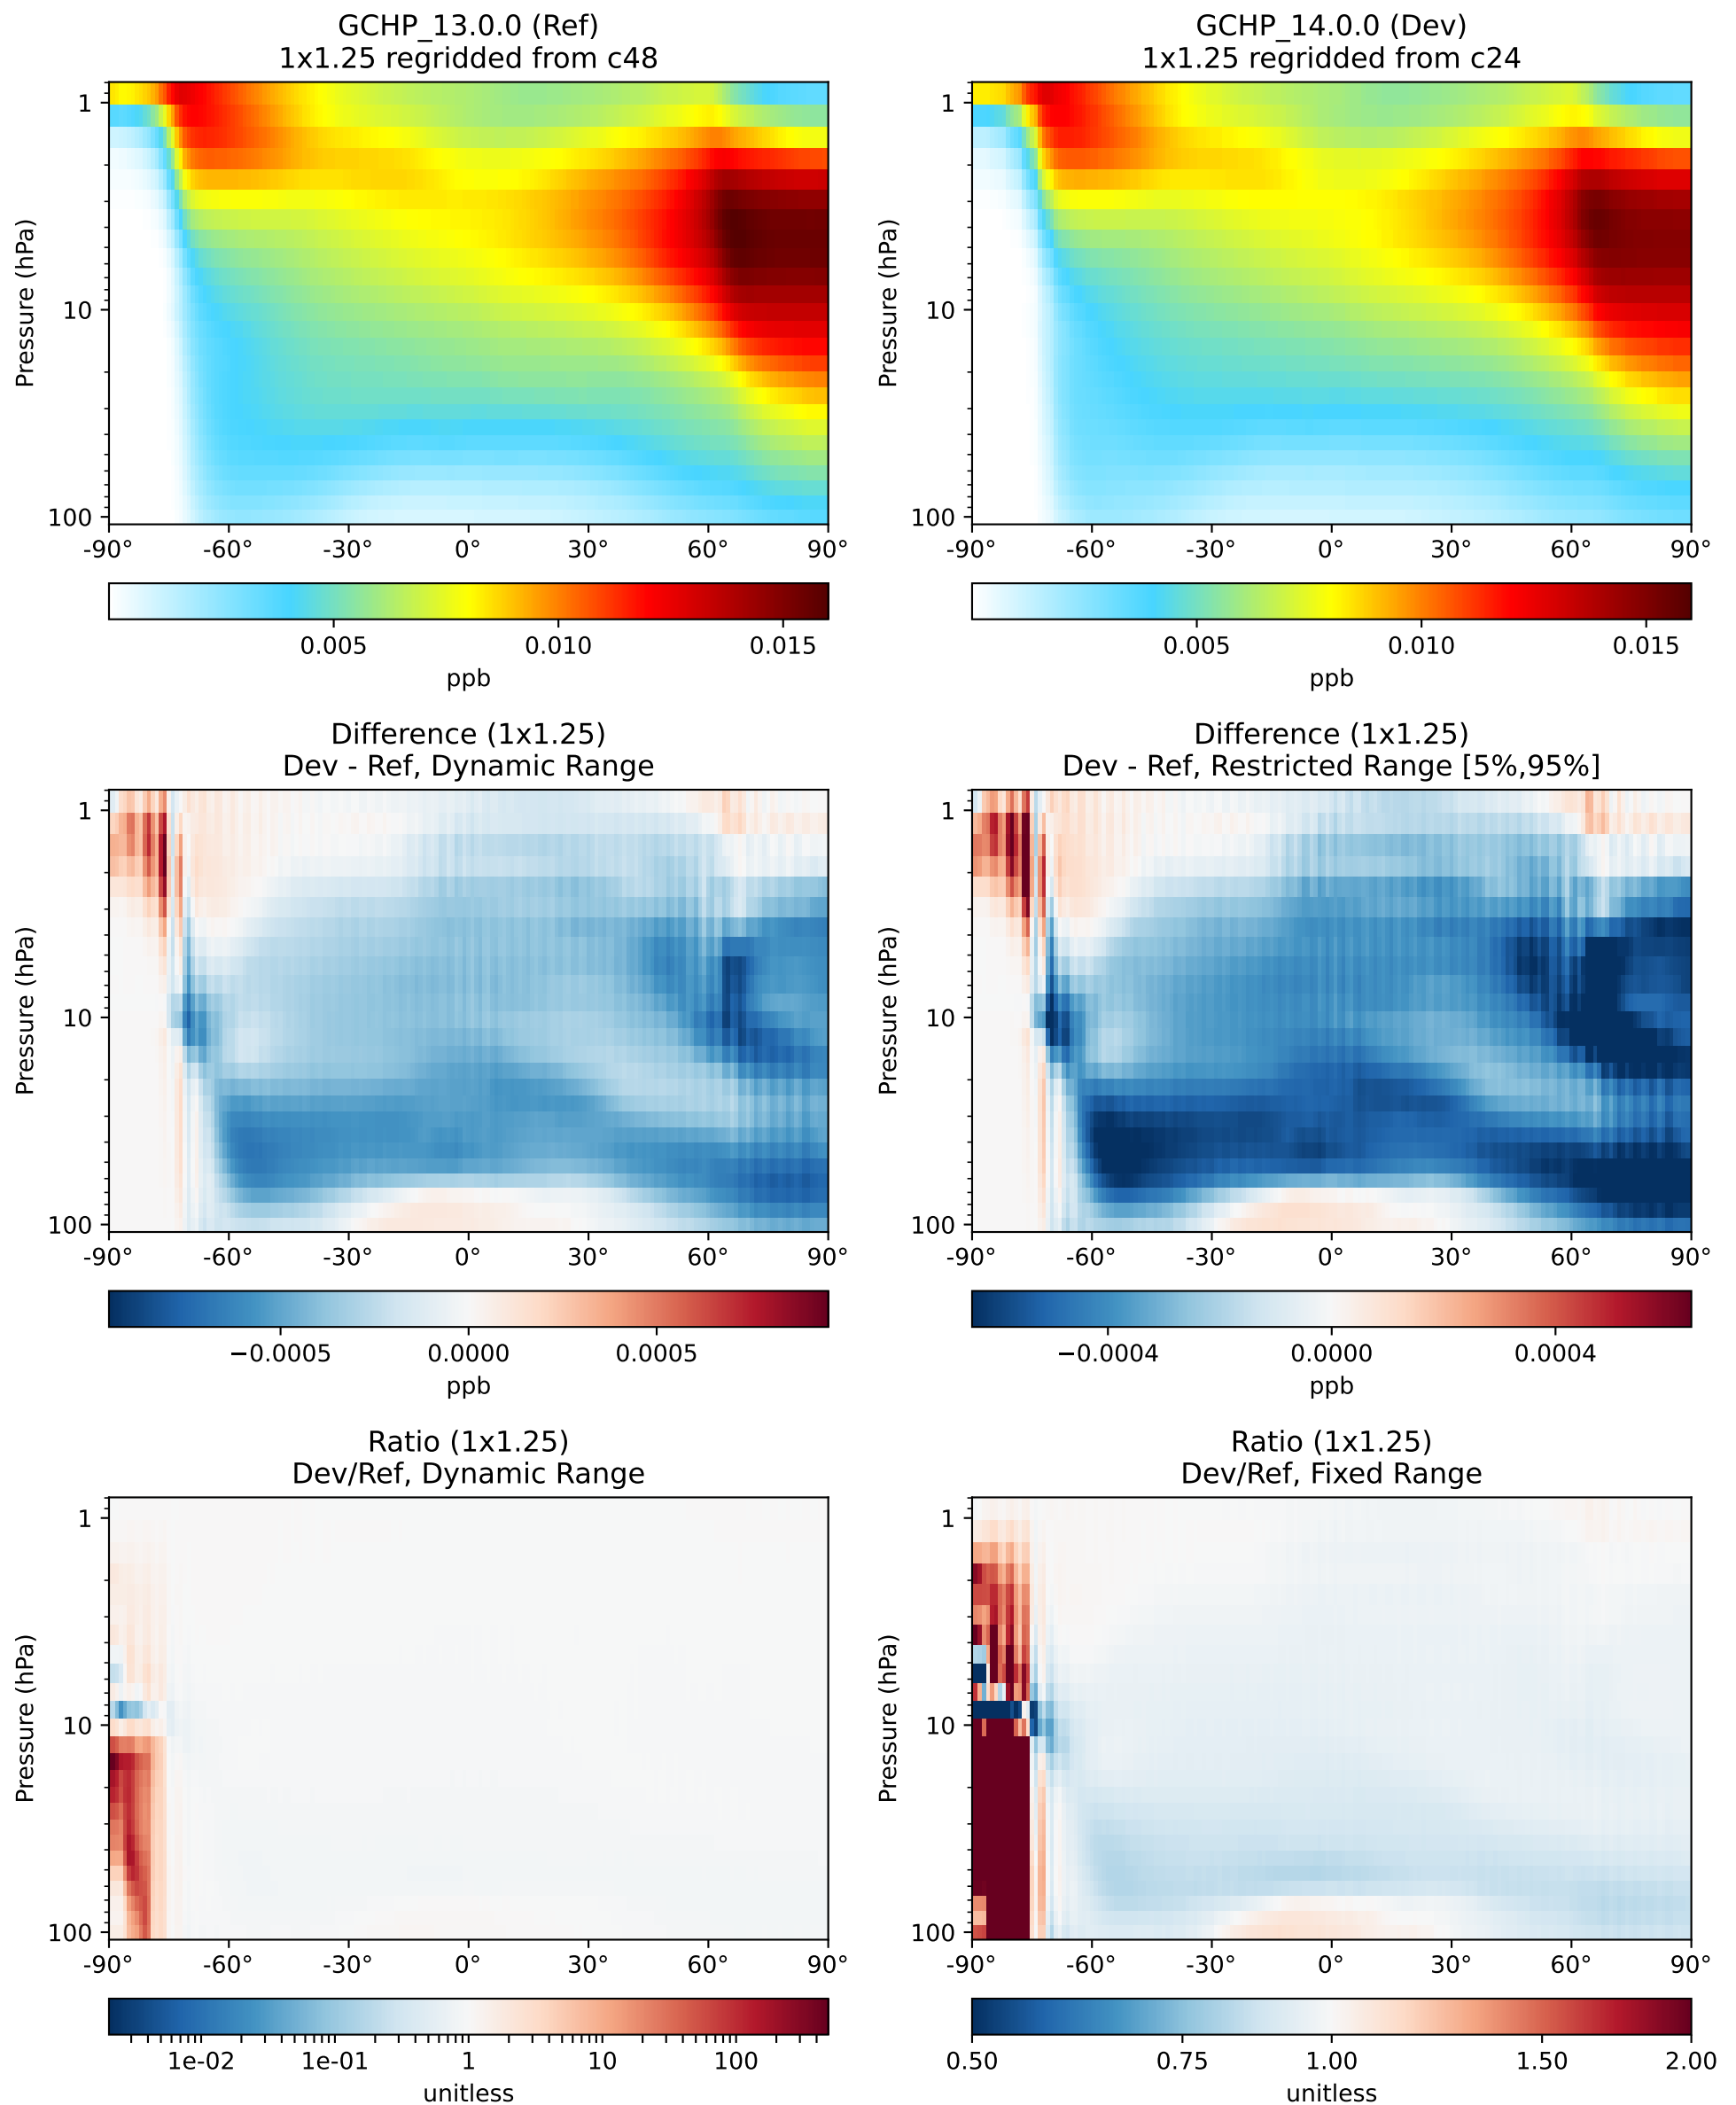 GCHP_13.0.0 (Ref)
1x1.25 regridded from c48
Pressure (hPa)
1
10
100
-90° -60° -30° 0° 30° 60° 90°
0.005 0.010 0.015
ppb
GCHP_14.0.0 (Dev)
1x1.25 regridded from c24
Pressure (hPa)
1
10
100
-90° -60° -30° 0° 30° 60° 90°
0.005 0.010 0.015
ppb
Difference (1x1.25)
Dev - Ref, Dynamic Range
Pressure (hPa)
1
10
100
-90° -60° -30° 0° 30° 60° 90°
−0.0005 0.0000 0.0005
ppb
Difference (1x1.25)
Dev - Ref, Restricted Range [5%,95%]
Pressure (hPa)
1
10
100
-90° -60° -30° 0° 30° 60° 90°
−0.0004 0.0000 0.0004
ppb
Ratio (1x1.25)
Dev/Ref, Dynamic Range
Pressure (hPa)
1
10
100
-90° -60° -30° 0° 30° 60° 90°
1e-02 1e-01 1 10 100
unitless
Ratio (1x1.25)
Dev/Ref, Fixed Range
Pressure (hPa)
1
10
100
-90° -60° -30° 0° 30° 60° 90°
0.50 0.75 1.00 1.50 2.00
unitless